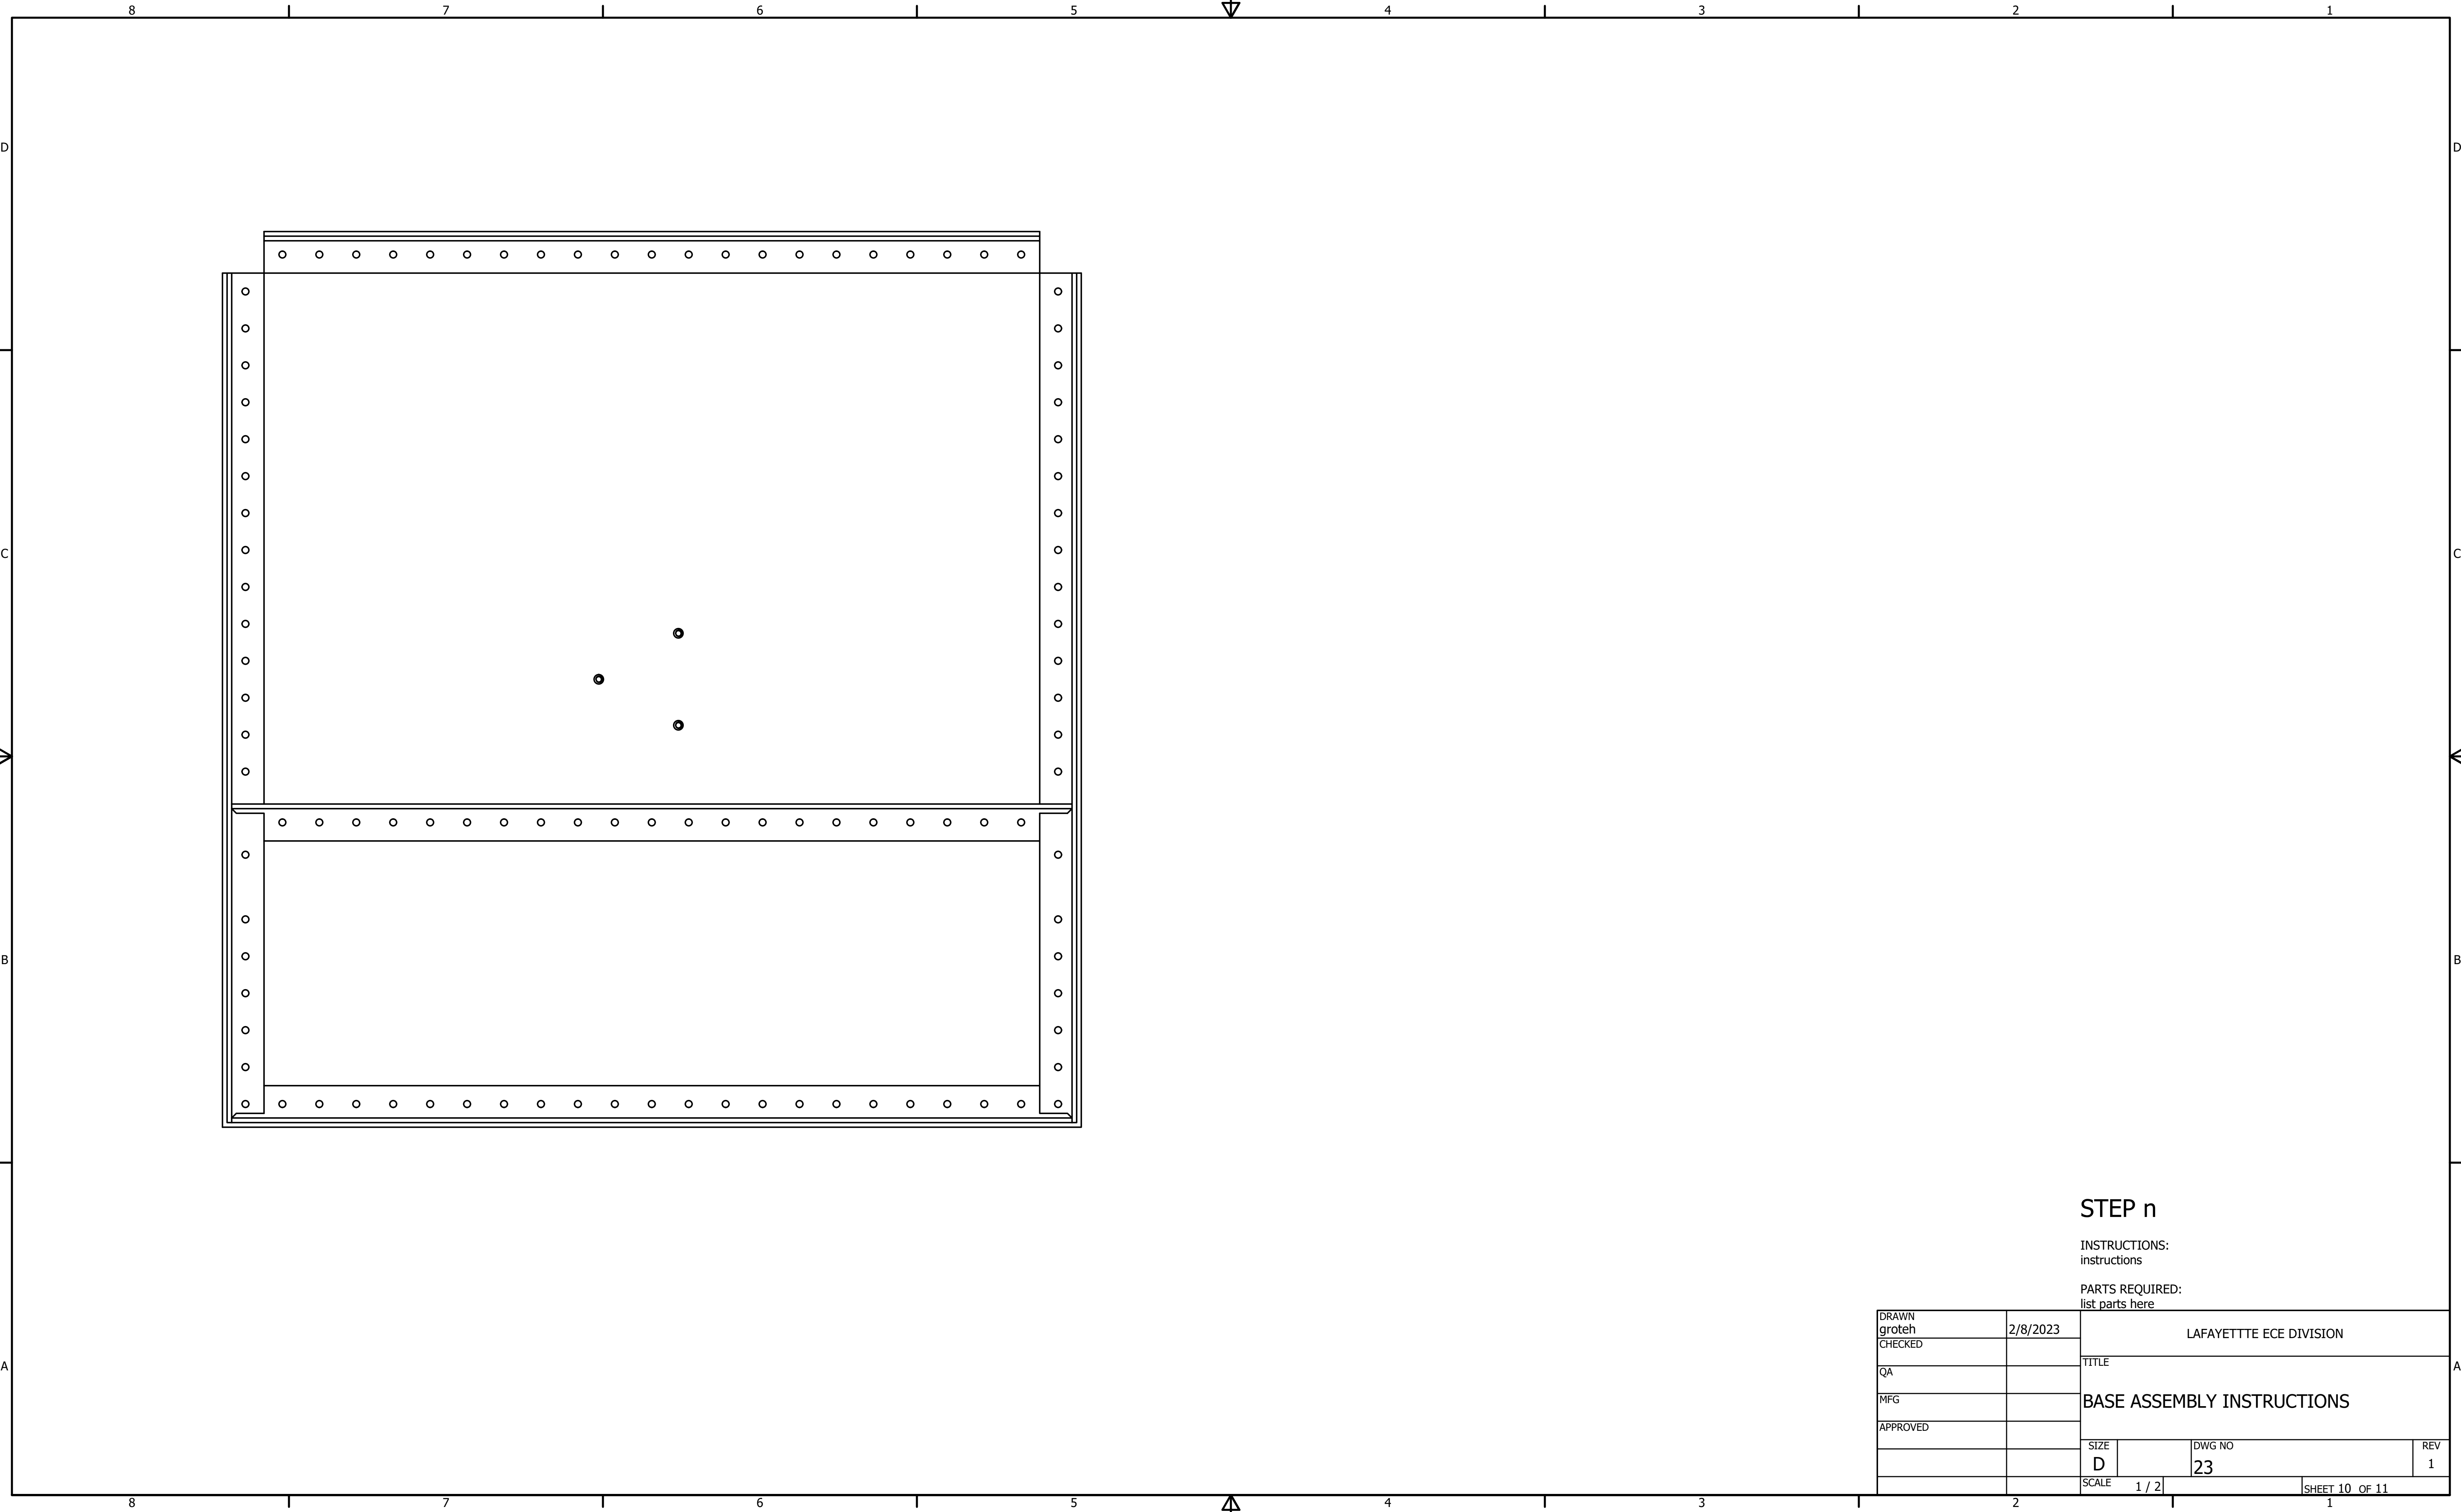 8 7 6 5 4 3 2 1
D D
C C
B B
A A
STEP n
INSTRUCTIONS:
instructions
PARTS REQUIRED:
list parts here
DRAWN
groteh 2/8/2023
CHECKED
QA
MFG
APPROVED
LAFAYETTTE ECE DIVISION
TITLE
BASE ASSEMBLY INSTRUCTIONS
SIZE
D
DWG NO
23
REV
1
SCALE 1 / 2
SHEET 10 OF 11
8 7 6 5 4 3 2 1